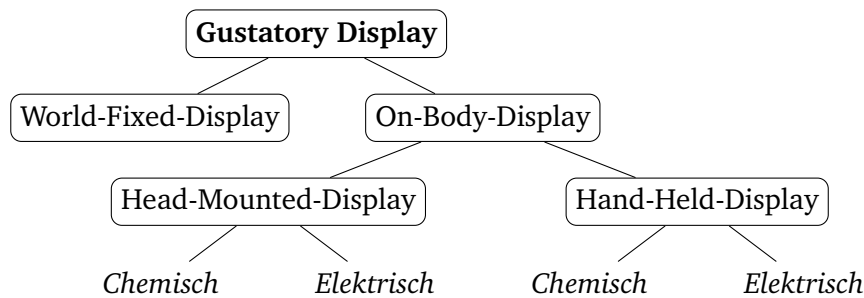 Gustatory Display
World-Fixed-Display On-Body-Display
Head-Mounted-Display Hand-Held-Display
Chemisch Elektrisch Chemisch Elektrisch